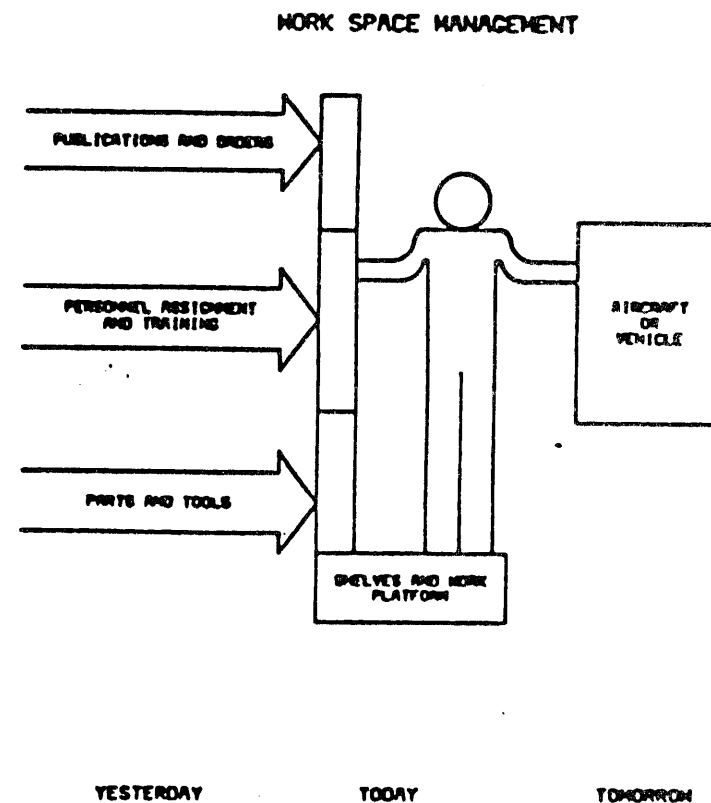 WORK SPACE MANAGEMENT
PUBLICATIONS AND ORDERS
PERSONNEL ASSIGNMENT
AND TRAINING
AIRCRAFT
OR
VEHICLE
PARTS AND TOOLS
SHELVES AND WORK
PLATFORM
YESTERDAY
TODAY
TOMORROW